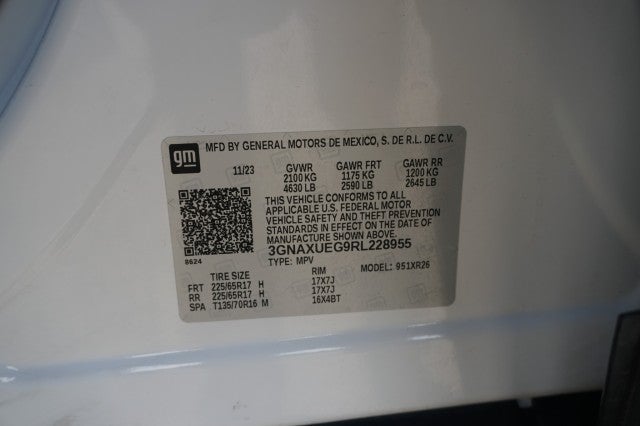 gm
MFD BY GENERAL MOTORS DE MEXICO, S. DE R.L. DE C.V.
11/23 GVWR GAWR FRT GAWR RR
2100 KG 1175 KG 1200 KG
4630 LB 2590 LB 2645 LB
THIS VEHICLE CONFORMS TO ALL
APPLICABLE U.S. FEDERAL MOTOR
VEHICLE SAFETY AND THEFT PREVENTION
STANDARDS IN EFFECT ON THE DATE OF
MANUFACTURE SHOWN ABOVE.
3GNAXUEG9RL228955
8624
TYPE: MPV MODEL: 951XR26
TIRE SIZE RIM
FRT 225/65R17 H 17X7J
RR 225/65R17 H 17X7J
SPA T135/70R16 M 16X4BT